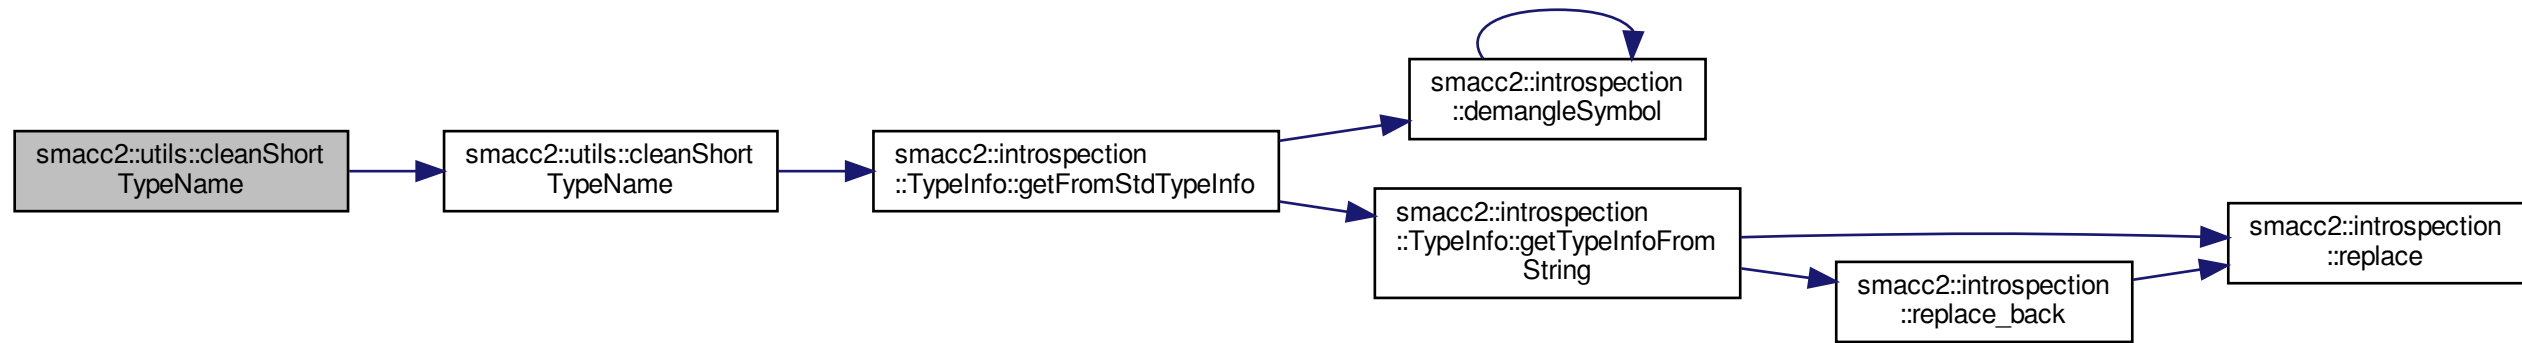 smacc2::utils::cleanShort
TypeName
smacc2::utils::cleanShort
TypeName
smacc2::introspection
::TypeInfo::getFromStdTypeInfo
smacc2::introspection
::demangleSymbol
smacc2::introspection
::TypeInfo::getTypeInfoFrom
String
smacc2::introspection
::replace_back
smacc2::introspection
::replace